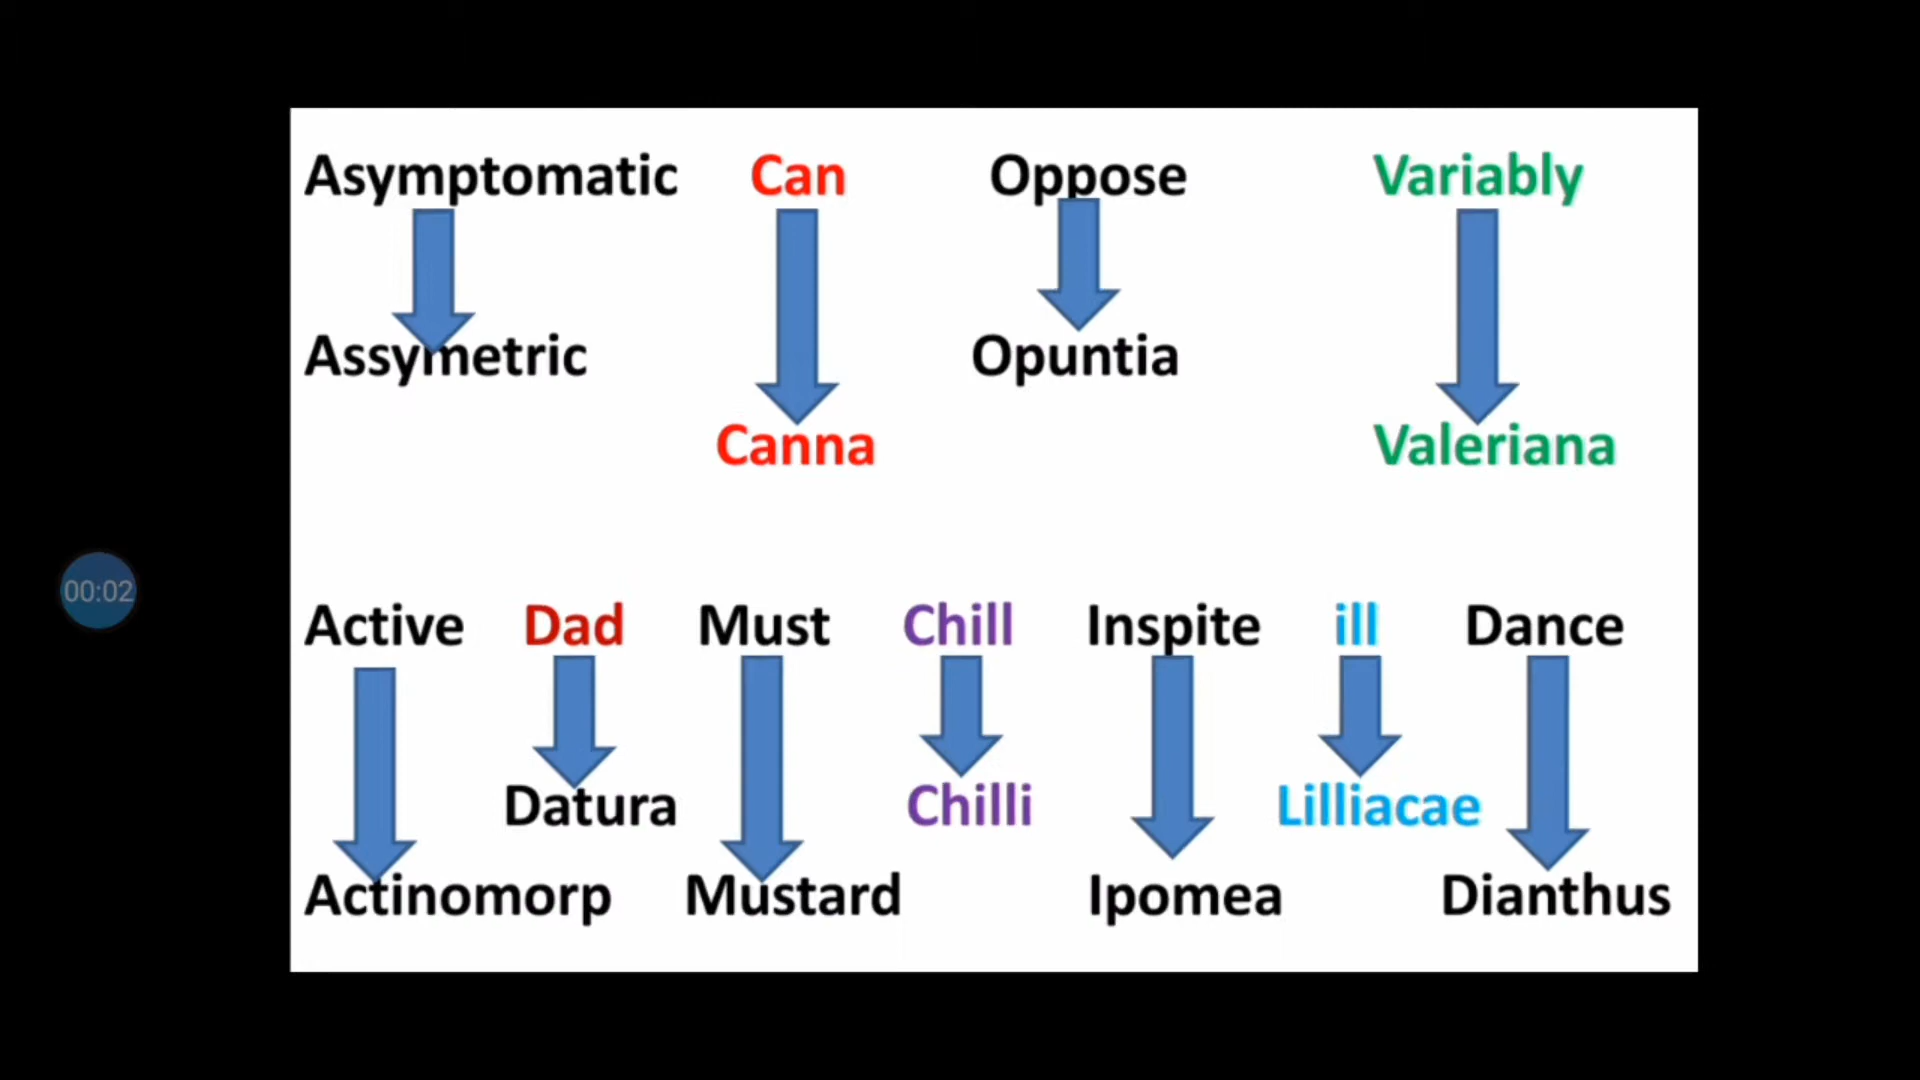 Asymptomatic Can Oppose Variably
Assymetric Opuntia
Canna Valeriana
00:02
Active Dad Must Chill Inspite ill Dance
Datura Chilli Lilliacae
Actinomorp Mustard Ipomea Dianthus